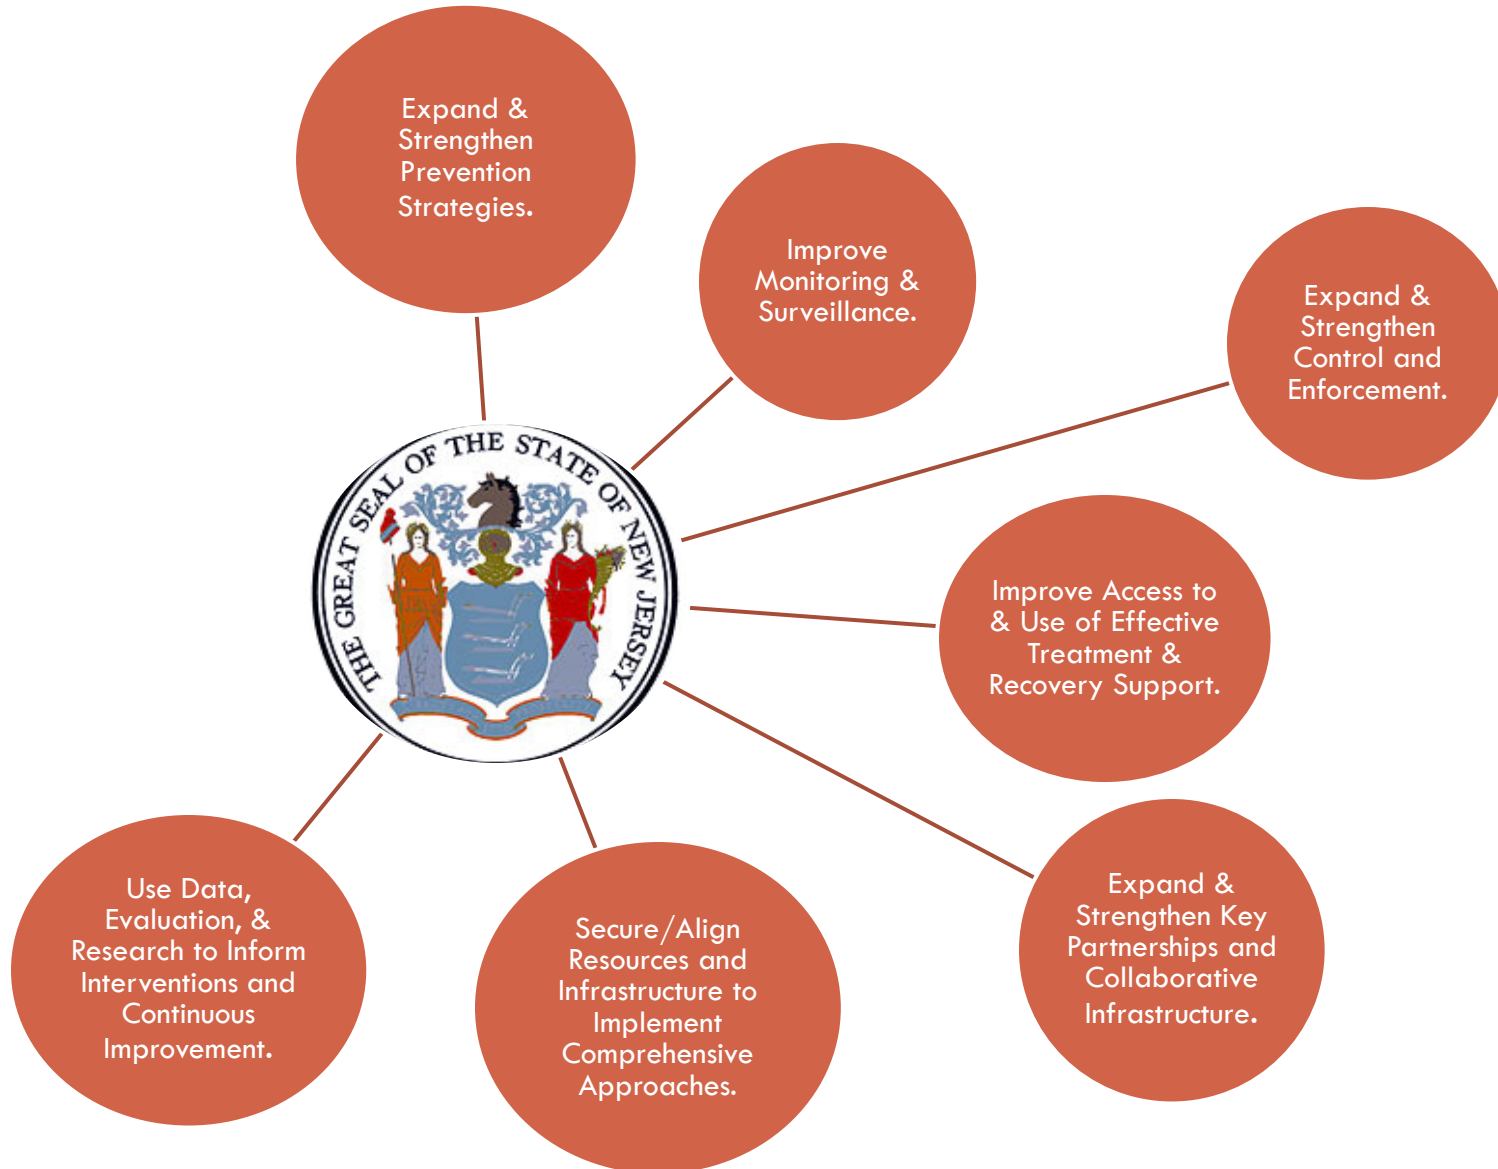 Expand &
Strengthen
Prevention
Strategies.
Improve
Monitoring &
Surveillance.
Expand &
Strengthen
Control and
Enforcement.
THE GREAT SEAL OF THE STATE OF NEW JERSEY
Improve Access to
& Use of Effective
Treatment &
Recovery Support.
Expand &
Strengthen Key
Partnerships and
Collaborative
Infrastructure.
Secure/Align
Resources and
Infrastructure to
Implement
Comprehensive
Approaches.
Use Data,
Evaluation, &
Research to Inform
Interventions and
Continuous
Improvement.